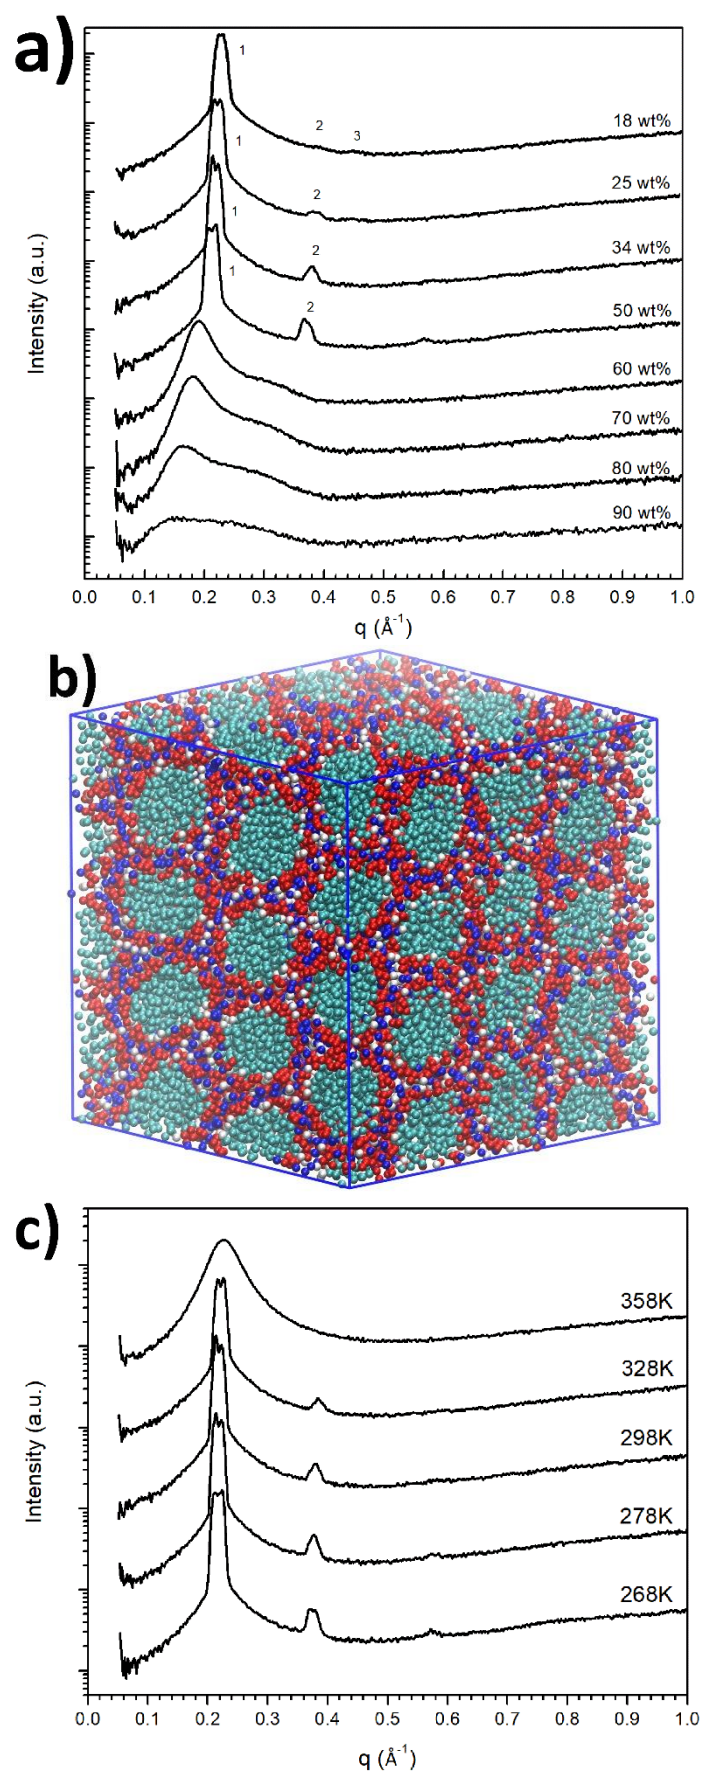 a)
1
2
3
18 wt%
1
2
25 wt%
1
2
34 wt%
1
2
50 wt%
60 wt%
70 wt%
80 wt%
90 wt%
Intensity (a.u.)
0.0 0.1 0.2 0.3 0.4 0.5 0.6 0.7 0.8 0.9 1.0
q (Å-1)
b)
c)
358K
328K
298K
278K
268K
Intensity (a.u.)
0.0 0.1 0.2 0.3 0.4 0.5 0.6 0.7 0.8 0.9 1.0
q (Å-1)